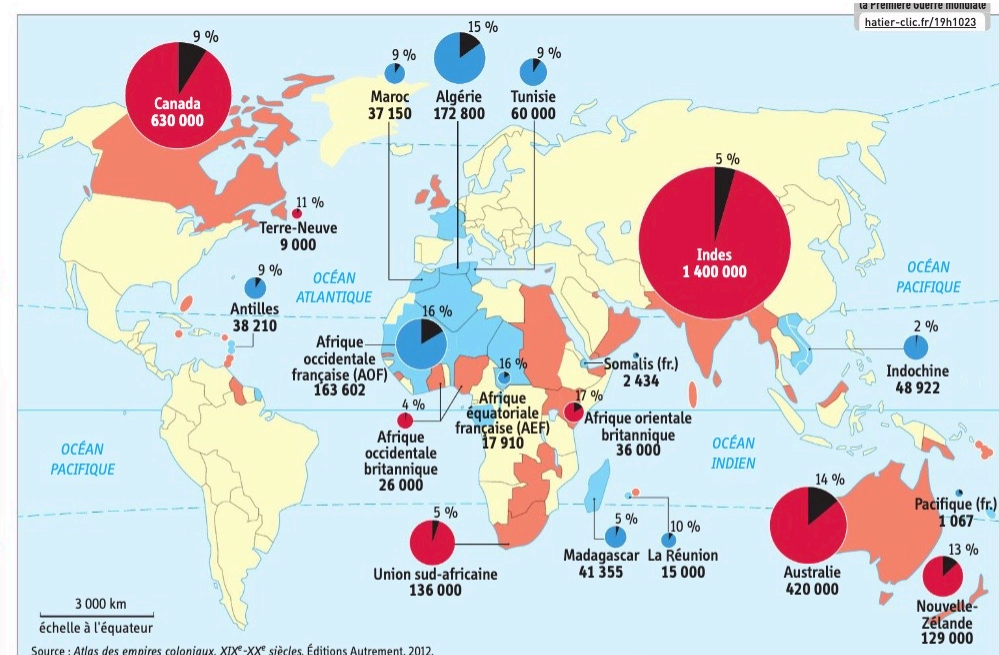 la Première Guerre mondiale
hatier-clic.fr/19h1023
9 %
Canada
630 000
9 %
Maroc
37 150
15 %
Algérie
172 800
9 %
Tunisie
60 000
11 %
Terre-Neuve
9 000
5 %
Indes
1 400 000
OCÉAN
ATLANTIQUE
OCÉAN
PACIFIQUE
9 %
Antilles
38 210
16 %
Afrique
occidentale
française (AOF)
163 602
16 %
Afrique
équatoriale
française (AEF)
17 910
Somalis (fr.)
2 434
2 %
Indochine
48 922
4 %
Afrique
occidentale
britannique
26 000
17 %
Afrique orientale
britannique
36 000
OCÉAN
PACIFIQUE
OCÉAN
INDIEN
5 %
Union sud-africaine
136 000
5 %
Madagascar
41 355
10 %
La Réunion
15 000
14 %
Australie
420 000
Pacifique (fr.)
1 067
13 %
Nouvelle-
Zélande
129 000
3 000 km
échelle à l'équateur
Source : Atlas des empires coloniaux, XIXe-XXe siècles, Éditions Autrement, 2012.